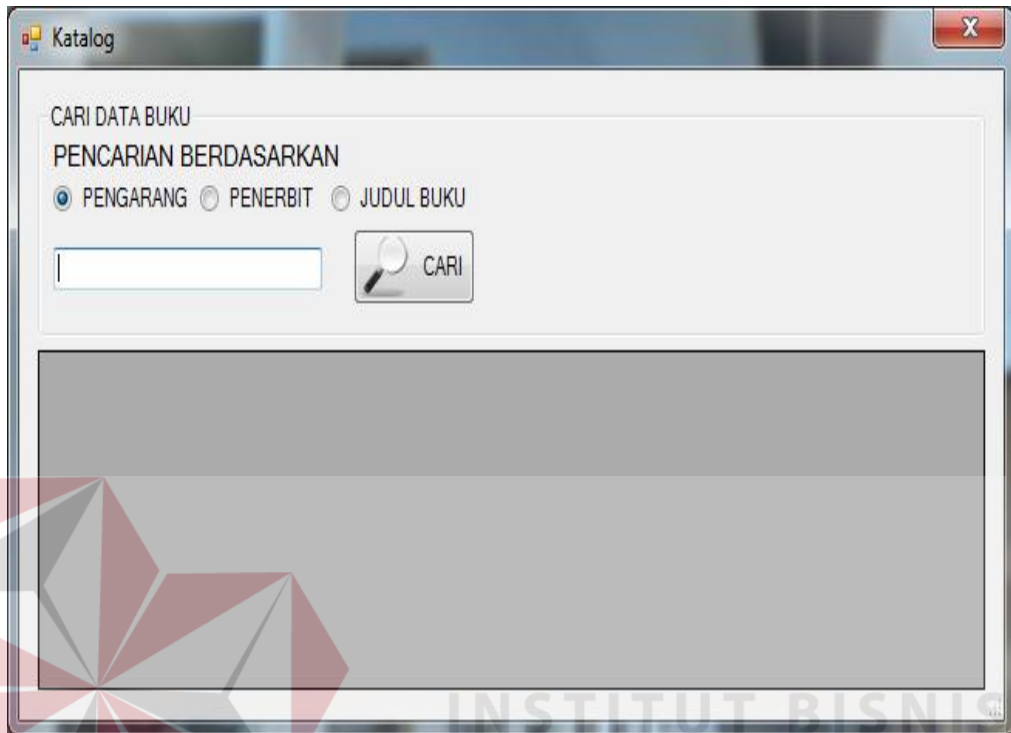 Katalog
X
CARI DATA BUKU
PENCARIAN BERDASARKAN
PENGARANG PENERBIT JUDUL BUKU
CARI
INSTITUT BISNIS